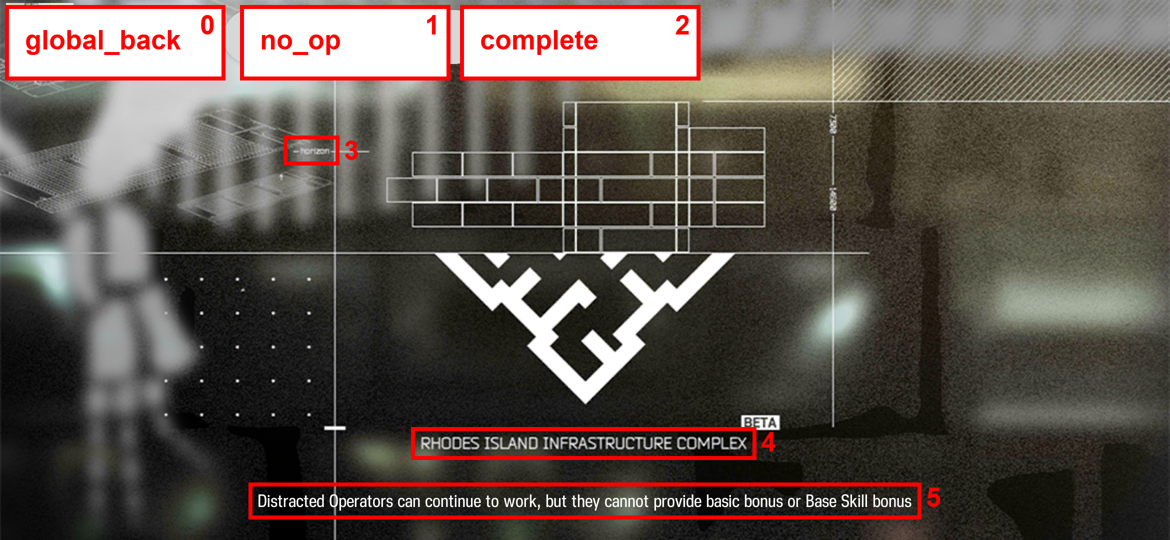 global_back 0
no_op 1
complete 2
horizon 3
7500
14600
BETA
RHODES ISLAND INFRASTRUCTURE COMPLEX 4
Distracted Operators can continue to work, but they cannot provide basic bonus or Base Skill bonus 5